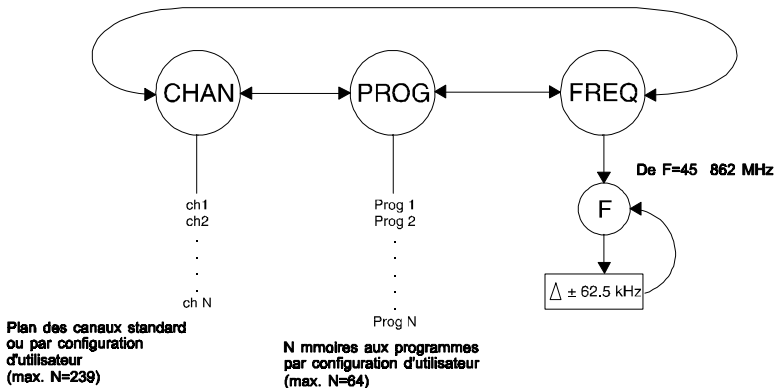 CHAN
PROG
FREQ
De F=45 862 MHz
F
Δ ± 62.5 kHz
ch1
ch2
ch N
Plan des canaux standard
ou par configuration
d'utilisateur
(max. N=239)
Prog 1
Prog 2
Prog N
N mmoires aux programmes
par configuration d'utilisateur
(max. N=64)